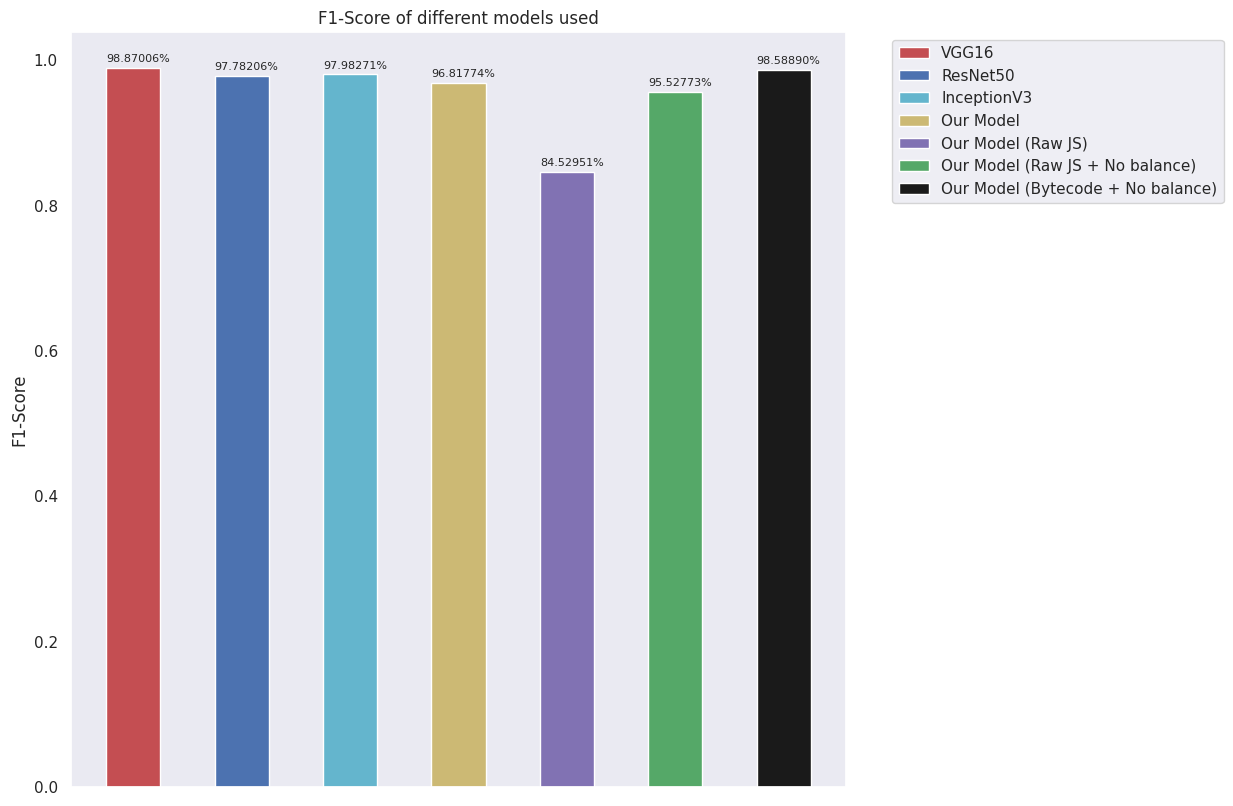 F1-Score of different models used
98.87006%
97.78206%
97.98271%
96.81774%
84.52951%
95.52773%
98.58890%
1.0
0.8
0.6
0.4
0.2
0.0
F1-Score
VGG16
ResNet50
InceptionV3
Our Model
Our Model (Raw JS)
Our Model (Raw JS + No balance)
Our Model (Bytecode + No balance)